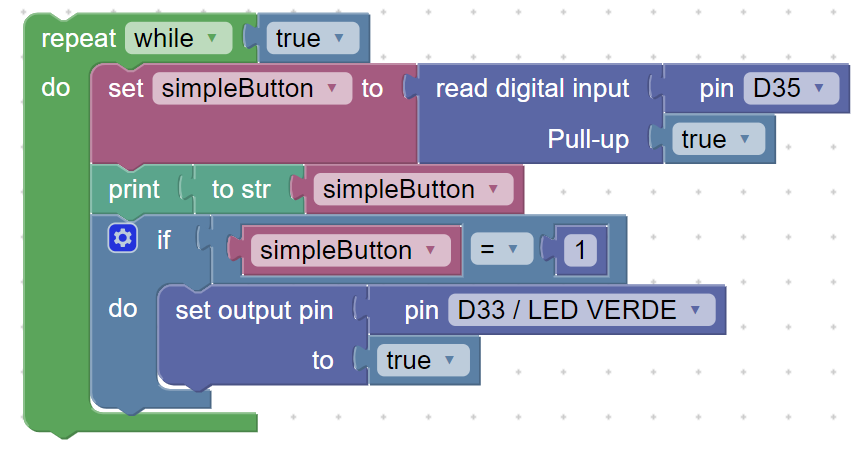 repeat while true
do set simpleButton to read digital input pin D35
Pull-up true
print to str simpleButton
if simpleButton = 1
do set output pin pin D33 / LED VERDE
to true